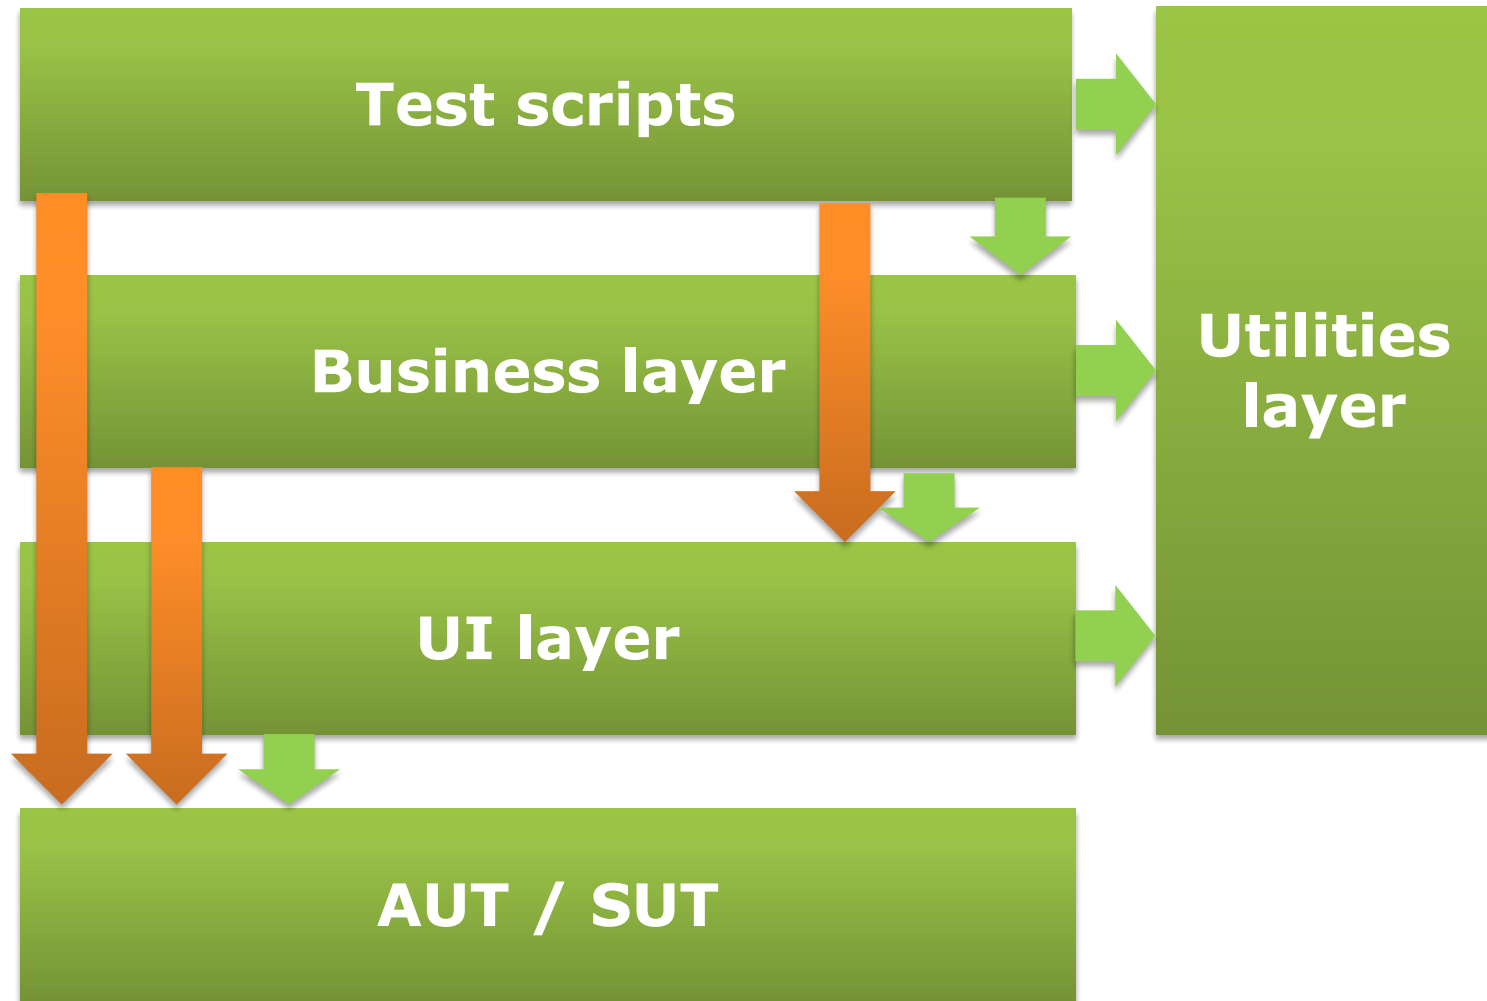 Test scripts
Business layer
Utilities
layer
UI layer
AUT / SUT